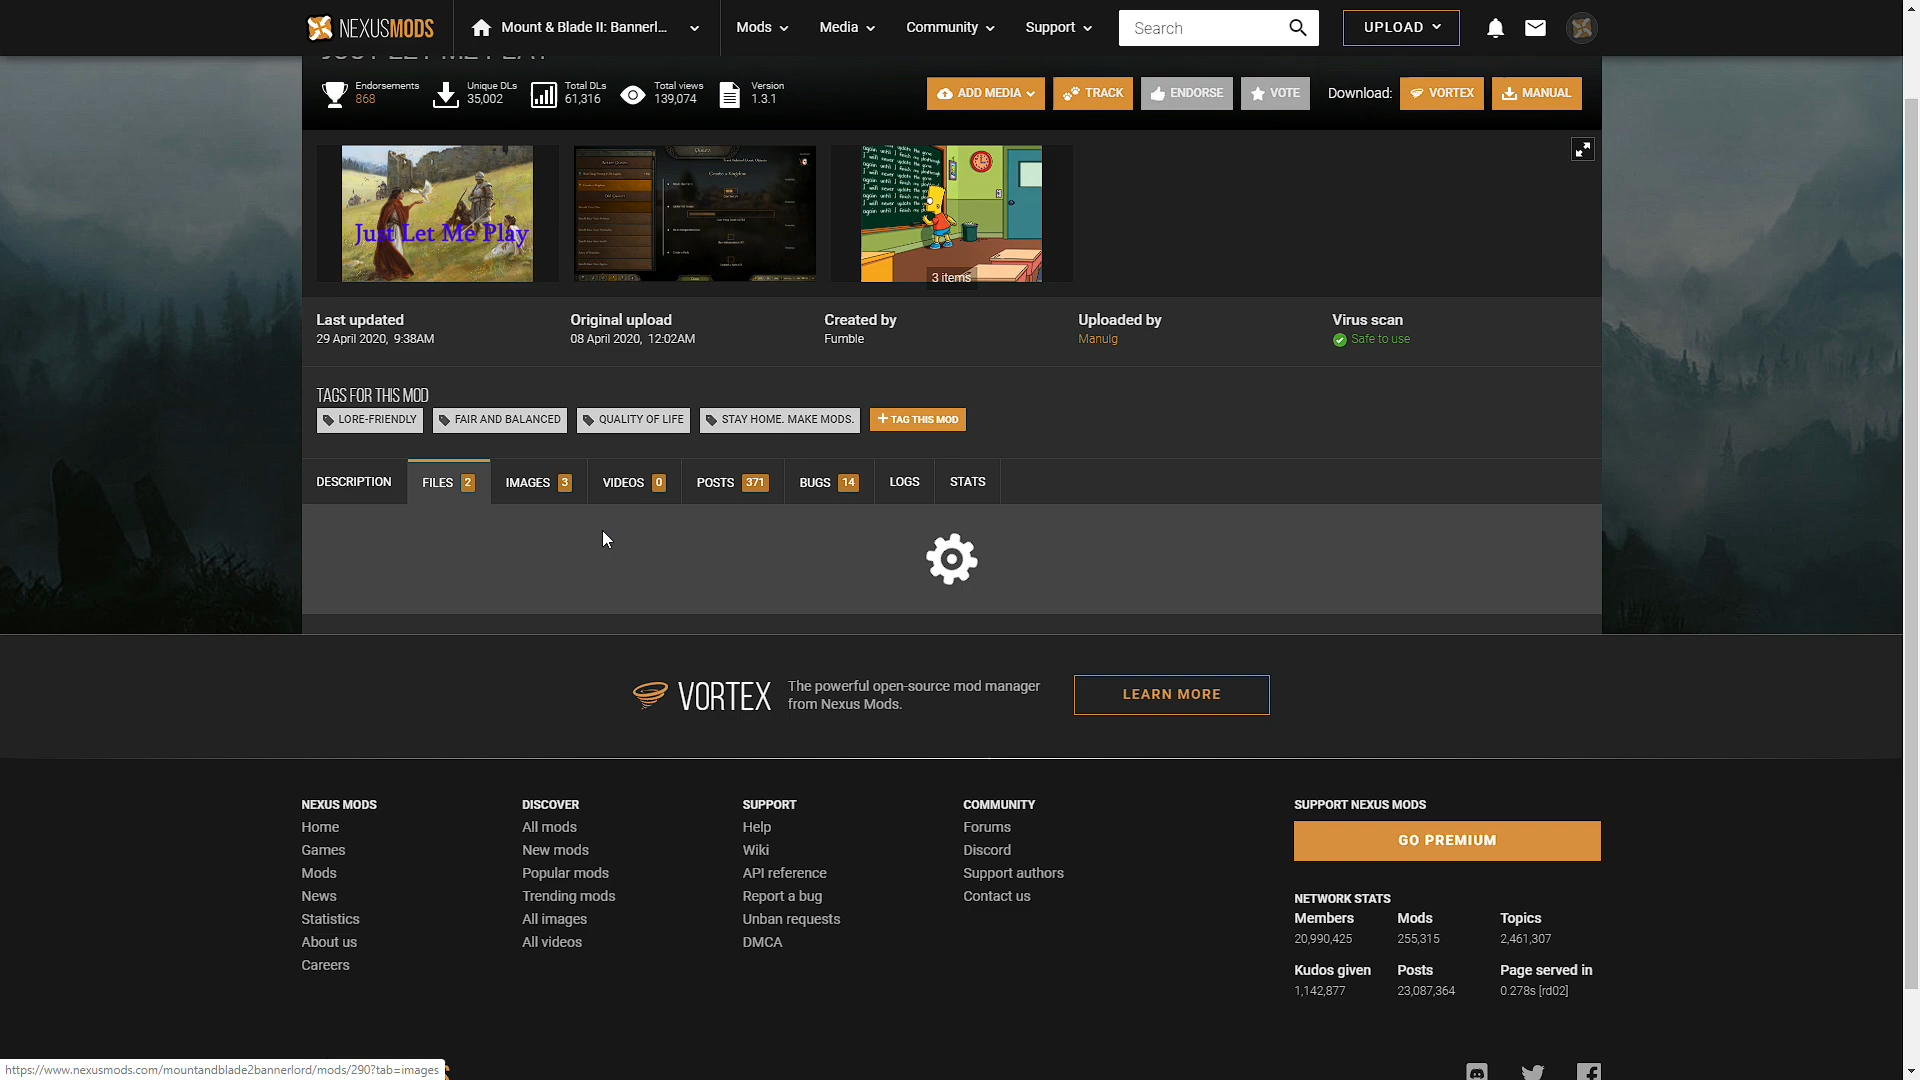 NEXUSMODS
Mount & Blade II: Bannerl...
Mods
Media
Community
Support
Search
UPLOAD
JUST LET ME PLAY
Endorsements
868
Unique DLs
35,002
Total DLs
61,316
Total views
139,074
Version
1.3.1
ADD MEDIA
TRACK
ENDORSE
VOTE
Download:
VORTEX
MANUAL
Just Let Me Play
Create a Kingdom
3 items
Last updated
29 April 2020, 9:38AM
Original upload
08 April 2020, 12:02AM
Created by
Fumble
Uploaded by
Manulg
Virus scan
Safe to use
TAGS FOR THIS MOD
LORE-FRIENDLY
FAIR AND BALANCED
QUALITY OF LIFE
STAY HOME. MAKE MODS.
+ TAG THIS MOD
DESCRIPTION
FILES 2
IMAGES 3
VIDEOS 0
POSTS 371
BUGS 14
LOGS
STATS
VORTEX
The powerful open-source mod manager
from Nexus Mods.
LEARN MORE
NEXUS MODS
Home
Games
Mods
News
Statistics
About us
Careers
DISCOVER
All mods
New mods
Popular mods
Trending mods
All images
All videos
SUPPORT
Help
Wiki
API reference
Report a bug
Unban requests
DMCA
COMMUNITY
Forums
Discord
Support authors
Contact us
SUPPORT NEXUS MODS
GO PREMIUM
NETWORK STATS
Members
20,990,425
Mods
255,315
Topics
2,461,307
Kudos given
1,142,877
Posts
23,087,364
Page served in
0.278s [rd02]
https://www.nexusmods.com/mountandblade2bannerlord/mods/290?tab=images